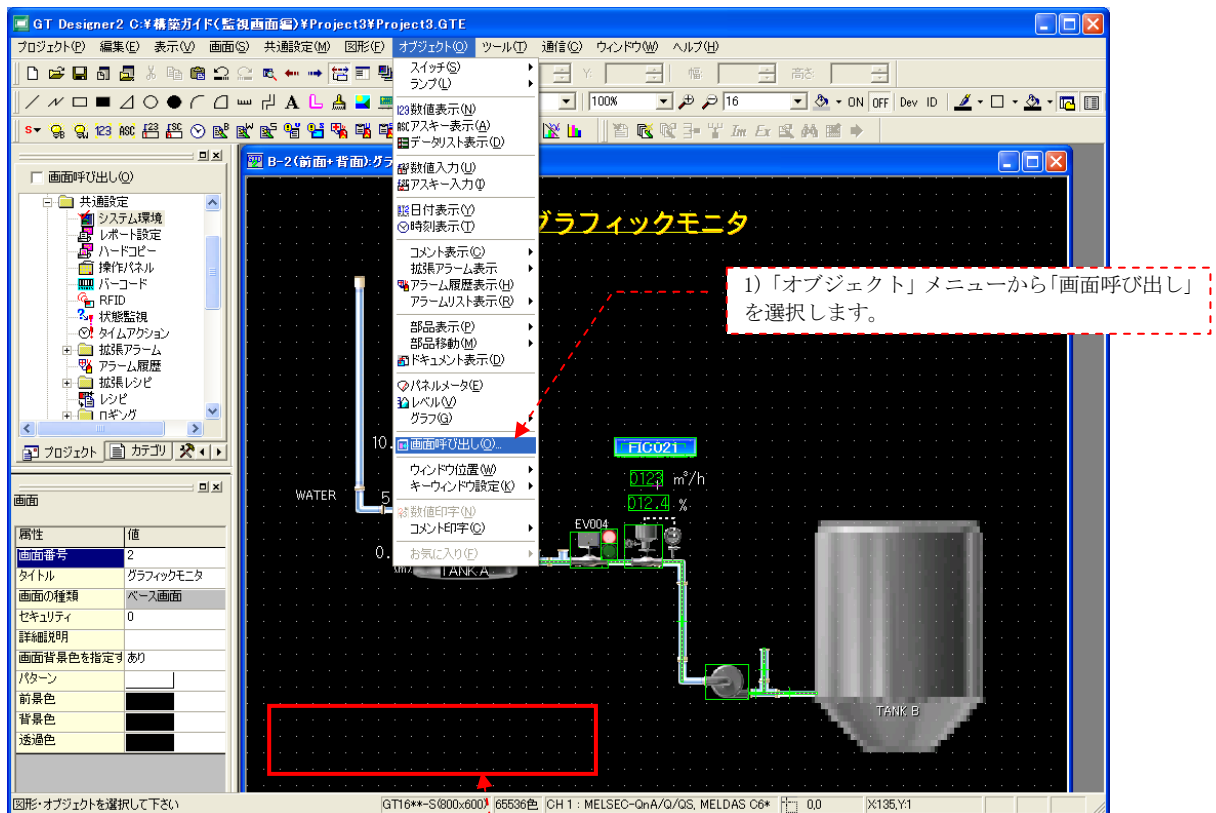 GT Designer2 C:¥構築ガイド(監視画面編)¥Project3¥Project3.GTE
プロジェクト(P) 編集(E) 表示(V) 画面(S) 共通設定(M) 図形(F) オブジェクト(O) ツール(T) 通信(C) ウィンドウ(W) ヘルプ(H)
Y: 幅: 高さ:
100% 16 ON OFF Dev ID
スイッチ(S)
ランプ(L)
数値表示(N)
アスキー表示(A)
データリスト表示(D)
数値入力(U)
アスキー入力(I)
日付表示(Y)
時刻表示(T)
コメント表示(C)
拡張アラーム表示
アラーム履歴表示(H)
アラームリスト表示(R)
部品表示(P)
部品移動(M)
ドキュメント表示(D)
パネルメータ(E)
レベル(V)
グラフ(G)
画面呼び出し(O)...
ウィンドウ位置(W)
キーウィンドウ設定(K)
数値印字(N)
コメント印字(C)
お気に入り(F)
画面呼び出し(O)
共通設定
システム環境
レポート設定
ハードコピー
操作パネル
バーコード
RFID
状態監視
タイムアクション
拡張アラーム
アラーム履歴
拡張レシピ
レシピ
ロギング
プロジェクト カテゴリ
画面
属性 値
画面番号 2
タイトル グラフィックモニタ
画面の種類 ベース画面
セキュリティ 0
詳細説明
画面背景色を指定す あり
パターン
前景色
背景色
透過色
B-2(前面+背面):グラ
グラフィックモニタ
1)「オブジェクト」メニューから「画面呼び出し」
を選択します。
10.
FIC021
0123 m³/h
012.4 %
WATER
5
EV004
0.
(m)
TANK A
TANK B
図形・オブジェクトを選択して下さい
GT16**-S(800x600) 65536色 CH 1 : MELSEC-QnA/Q/QS, MELDAS C6* 0,0 X:135,Y:1